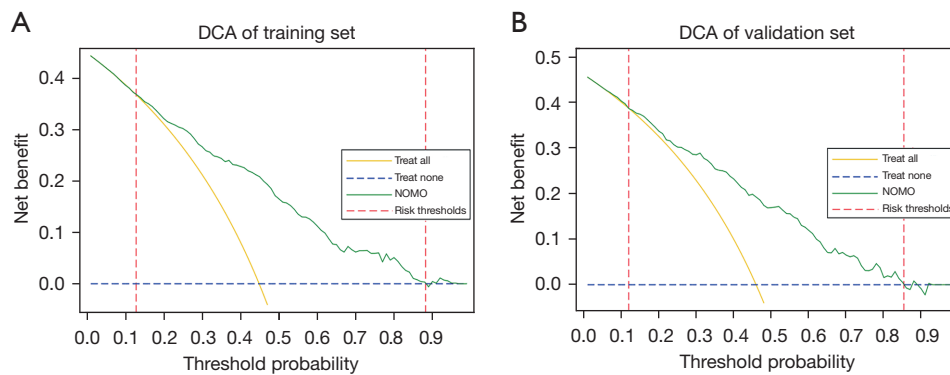 A
DCA of training set
Net benefit
0.4
0.3
0.2
0.1
0.0
Treat all
Treat none
NOMO
Risk thresholds
0.0 0.1 0.2 0.3 0.4 0.5 0.6 0.7 0.8 0.9
Threshold probability
B
DCA of validation set
Net benefit
0.5
0.4
0.3
0.2
0.1
0.0
Treat all
Treat none
NOMO
Risk thresholds
0.0 0.1 0.2 0.3 0.4 0.5 0.6 0.7 0.8 0.9
Threshold probability